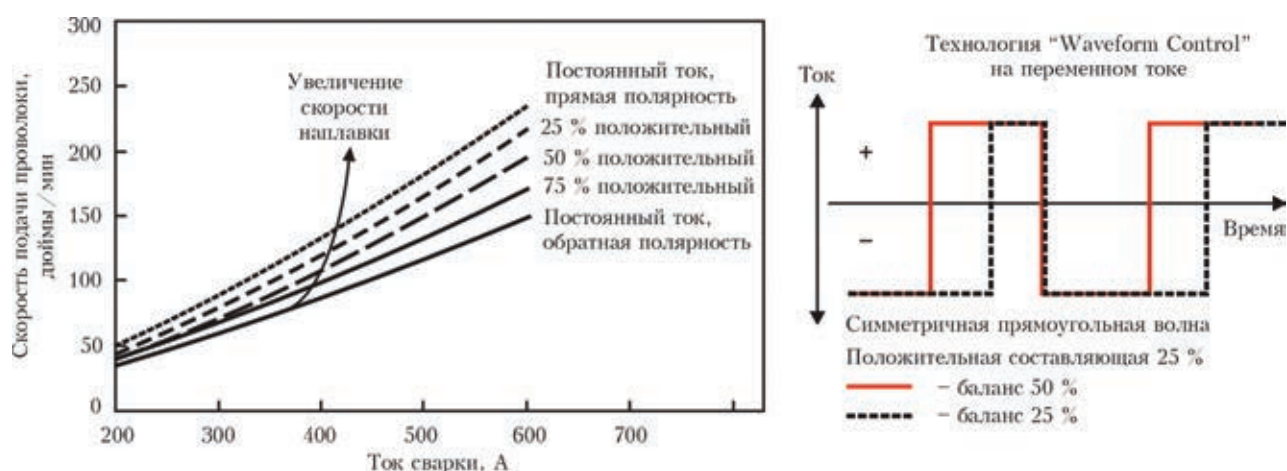 Скорость подачи проволоки,
дюймы/мин
300
250
200
150
100
50
0
200
300
400
500
600
700
Ток сварки, А
Увеличение
скорости
наплавки
Постоянный ток,
прямая полярность
25 % положительный
50 % положительный
75 % положительный
Постоянный ток,
обратная полярность
Технология “Waveform Control”
на переменном токе
Ток
+
–
Время
Симметричная прямоугольная волна
Положительная составляющая 25 %
– баланс 50 %
– баланс 25 %